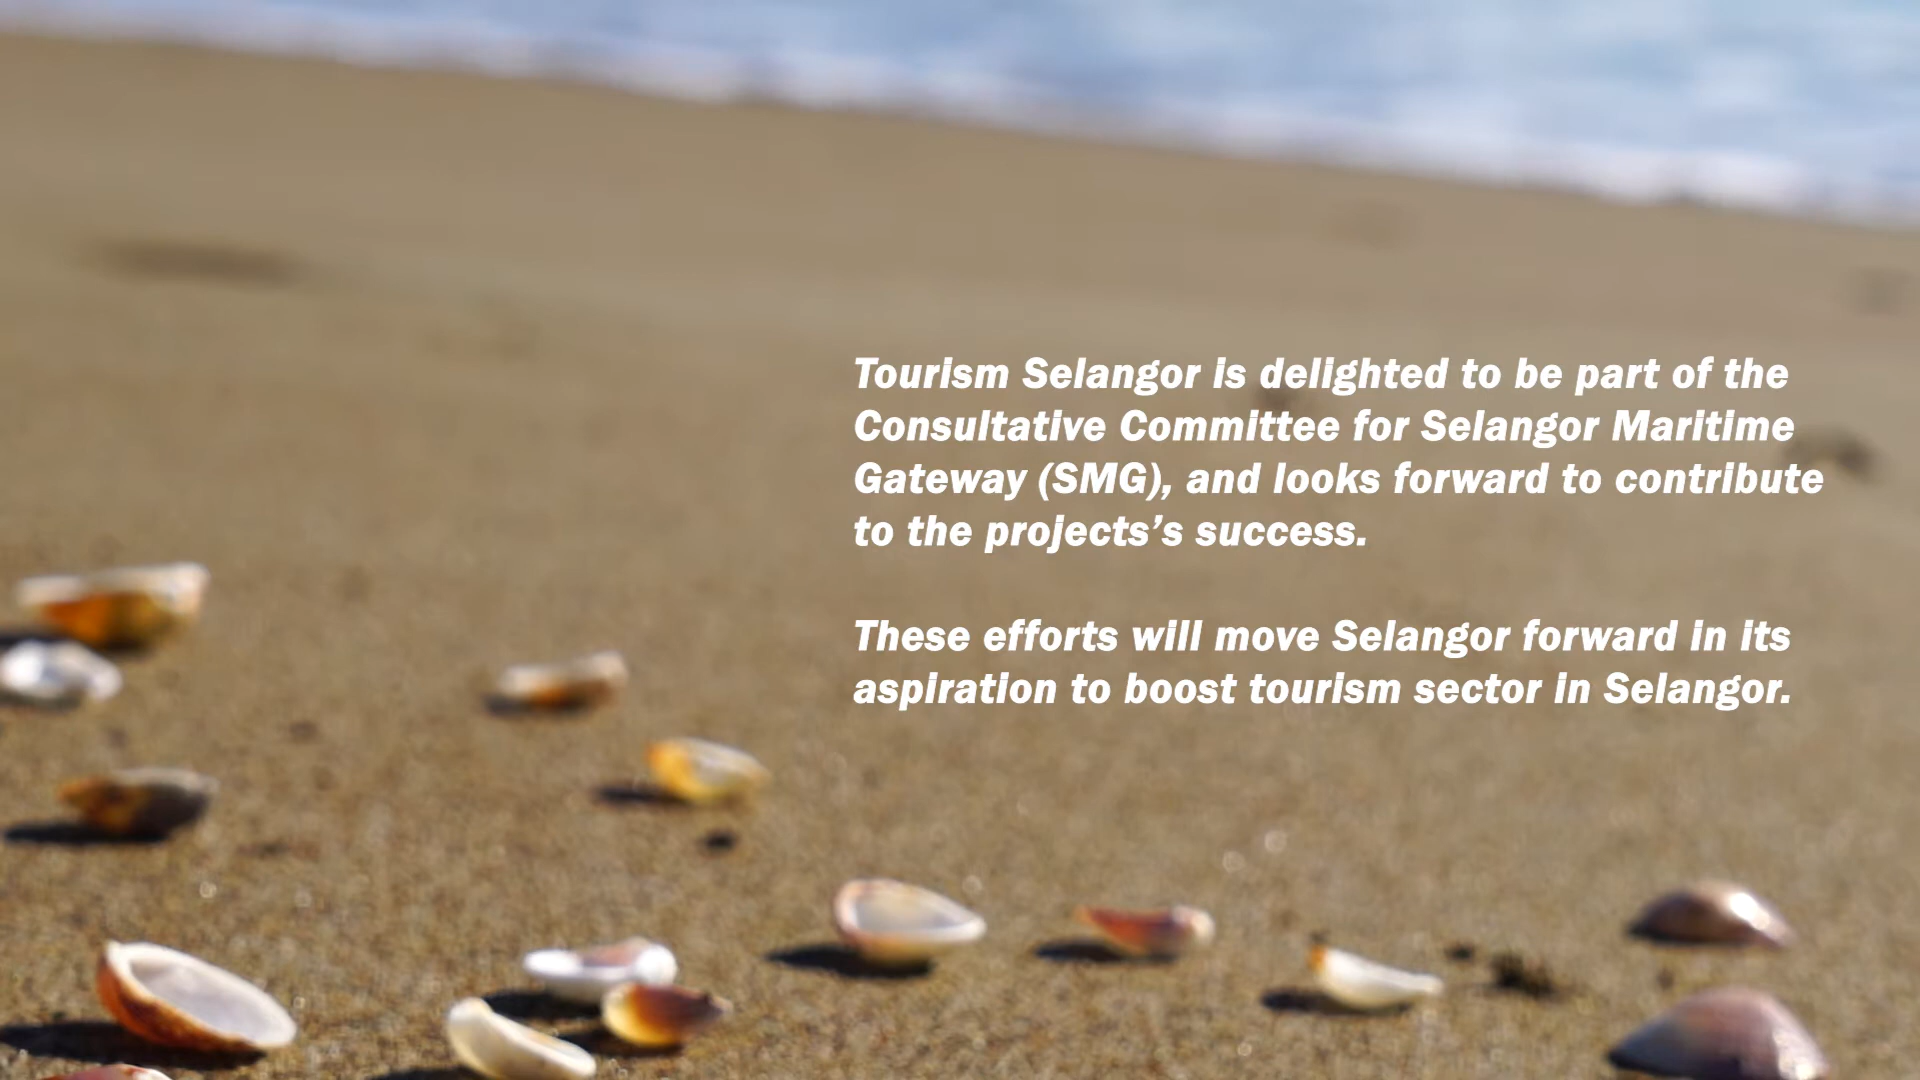 Tourism Selangor is delighted to be part of the
Consultative Committee for Selangor Maritime
Gateway (SMG), and looks forward to contribute
to the projects’s success.
These efforts will move Selangor forward in its
aspiration to boost tourism sector in Selangor.